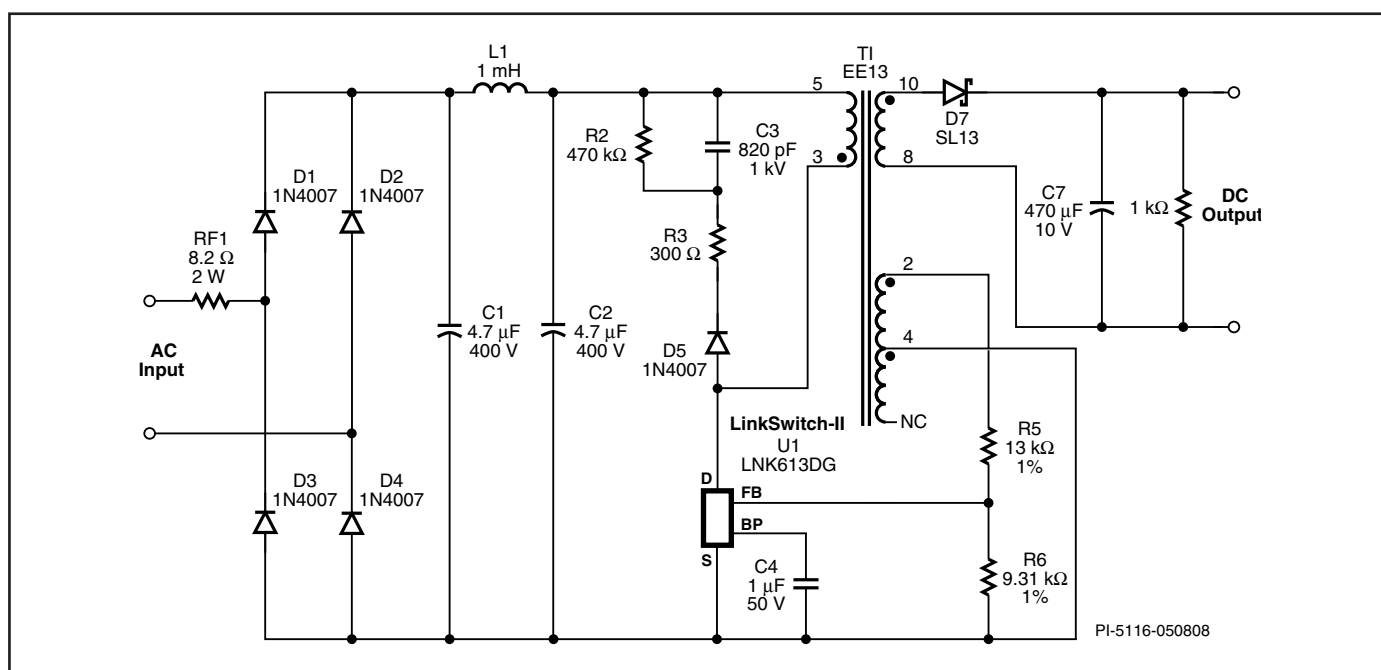 L1
1 mH
TI
EE13
5
10
D7
SL13
R2
470 kΩ
C3
820 pF
1 kV
3
8
D1
1N4007
D2
1N4007
C7
470 µF
10 V
1 kΩ
DC
Output
RF1
8.2 Ω
2 W
R3
300 Ω
2
C1
4.7 µF
400 V
C2
4.7 µF
400 V
AC
Input
D5
1N4007
4
NC
LinkSwitch-II
U1
LNK613DG
R5
13 kΩ
1%
D3
1N4007
D4
1N4007
D
FB
BP
S
C4
1 µF
50 V
R6
9.31 kΩ
1%
PI-5116-050808